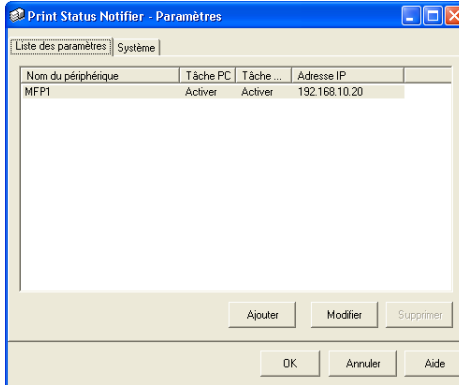 Print Status Notifier - Paramètres
Liste des paramètres Système
Nom du périphérique Tâche PC Tâche ... Adresse IP
MFP1 Activer Activer 192.168.10.20
Ajouter Modifier Supprimer
OK Annuler Aide